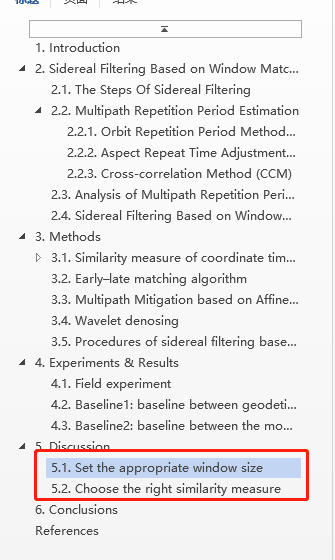 标题 页面 结果
1. Introduction
2. Sidereal Filtering Based on Window Matc...
2.1. The Steps Of Sidereal Filtering
2.2. Multipath Repetition Period Estimation
2.2.1. Orbit Repetition Period Method...
2.2.2. Aspect Repeat Time Adjustment...
2.2.3. Cross-correlation Method (CCM)
2.3. Analysis of Multipath Repetition Peri...
2.4. Sidereal Filtering Based on Window...
3. Methods
3.1. Similarity measure of coordinate tim...
3.2. Early–late matching algorithm
3.3. Multipath Mitigation based on Affine...
3.4. Wavelet denosing
3.5. Procedures of sidereal filtering base...
4. Experiments & Results
4.1. Field experiment
4.2. Baseline1: baseline between geodeti...
4.3. Baseline2: baseline between the mo...
5. Discussion
5.1. Set the appropriate window size
5.2. Choose the right similarity measure
6. Conclusions
References